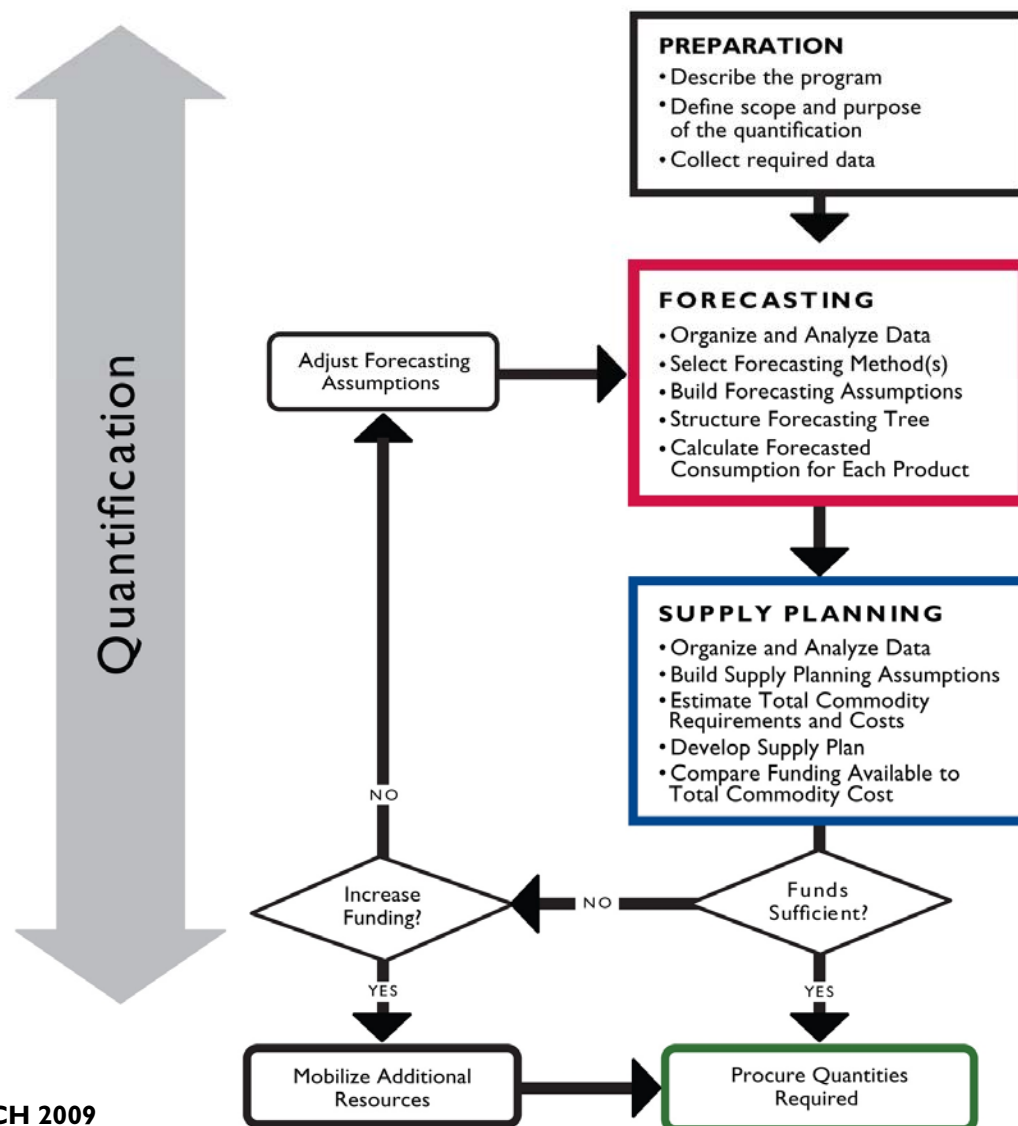 PREPARATION
• Describe the program
• Define scope and purpose
of the quantification
• Collect required data
FORECASTING
• Organize and Analyze Data
• Select Forecasting Method(s)
• Build Forecasting Assumptions
• Structure Forecasting Tree
• Calculate Forecasted
Consumption for Each Product
Adjust Forecasting
Assumptions
Quantification
SUPPLY PLANNING
• Organize and Analyze Data
• Build Supply Planning Assumptions
• Estimate Total Commodity
Requirements and Costs
• Develop Supply Plan
• Compare Funding Available to
Total Commodity Cost
NO
Increase
Funding?
NO
Funds
Sufficient?
YES
YES
Mobilize Additional
Resources
Procure Quantities
Required
CH 2009